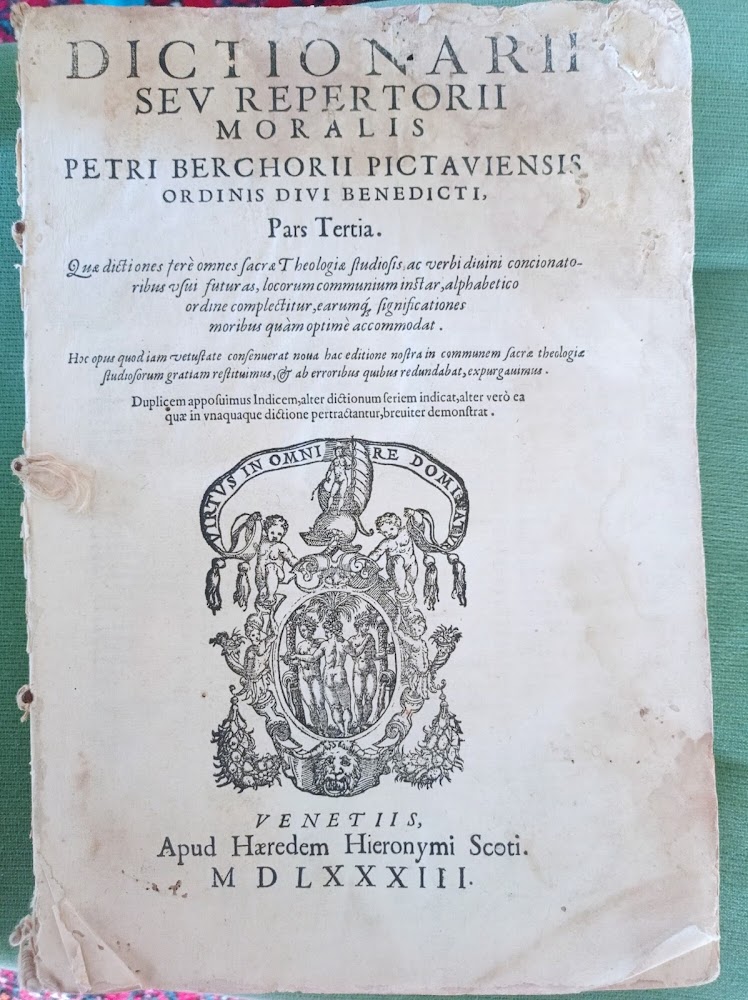 DICTIONARII
SEV REPERTORII
MORALIS
PETRI BERCHORII PICTAVIENSIS
ORDINIS DIVI BENEDICTI,
Pars Tertia.
Quæ dictiones ferè omnes sacræ Theologiæ studiosis, ac verbi diuini concionato-
ribus vsui futuras, locorum communium instar, alphabetico
ordine complectitur, earumq́; significationes
moribus quàm optimè accommodat.
Hoc opus quod iam vetustate consenuerat noua hac editione nostra in communem sacræ theologiæ
studiosorum gratiam restituimus, & ab erroribus quibus redundabat, expurgauimus.
Duplicem apposuimus Indicem, alter dictionum seriem indicat, alter verò ea
quæ in vnaquaque dictione pertractantur, breuiter demonstrat.
VIRTVS IN OMNI RE DOMINATVR
VENETIIS,
Apud Hæredem Hieronymi Scoti.
MDLXXXIII.